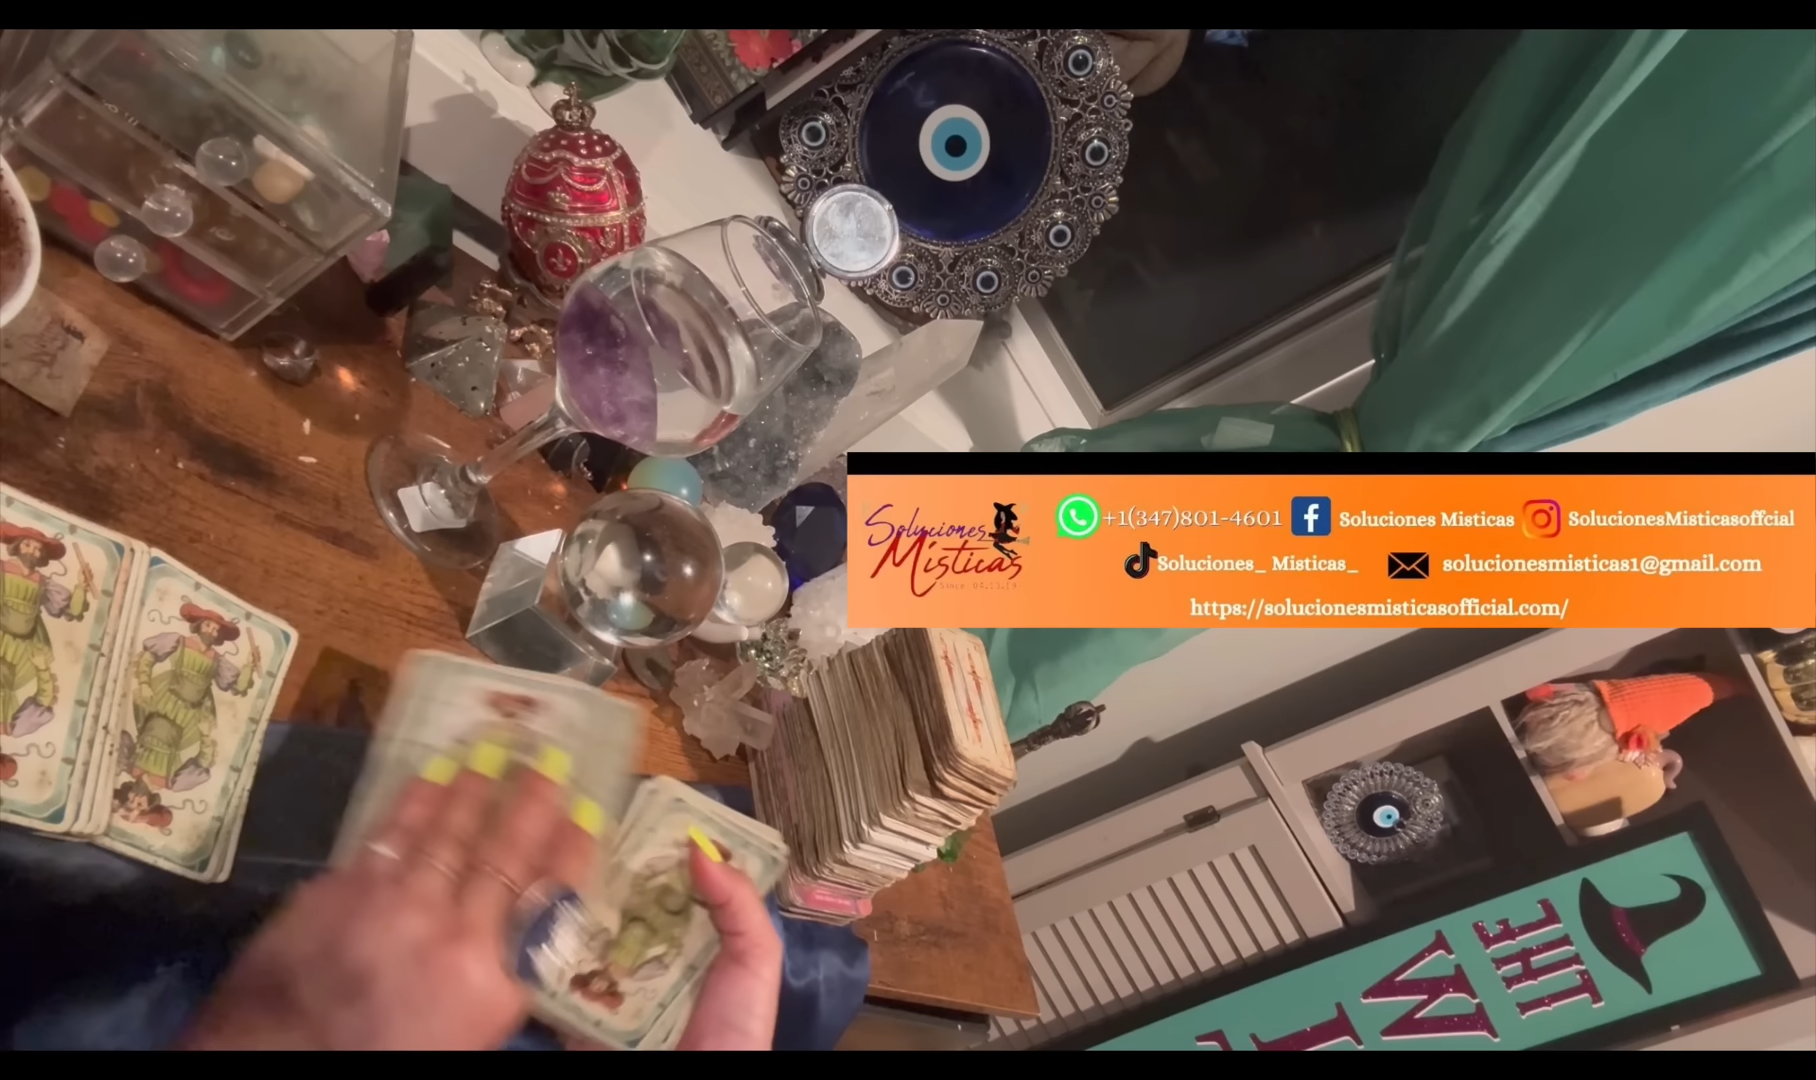 Soluciones
Místicas
Since 04.13.19
+1(347)801-4601
Soluciones Misticas
SolucionesMisticasoffcial
Soluciones_ Misticas_
solucionesmisticas1@gmail.com
https://solucionesmisticasofficial.com/
THE